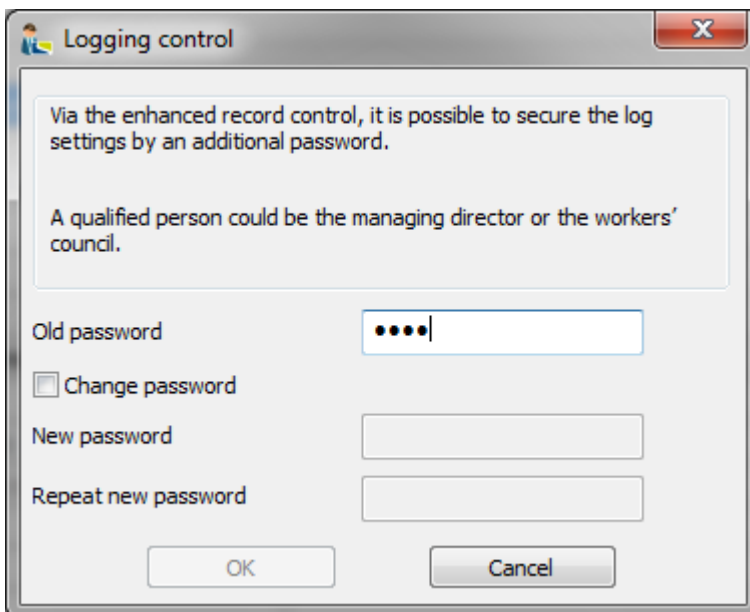 Logging control
Via the enhanced record control, it is possible to secure the log
settings by an additional password.
A qualified person could be the managing director or the workers’
council.
Old password
••••
Change password
New password
Repeat new password
OK
Cancel